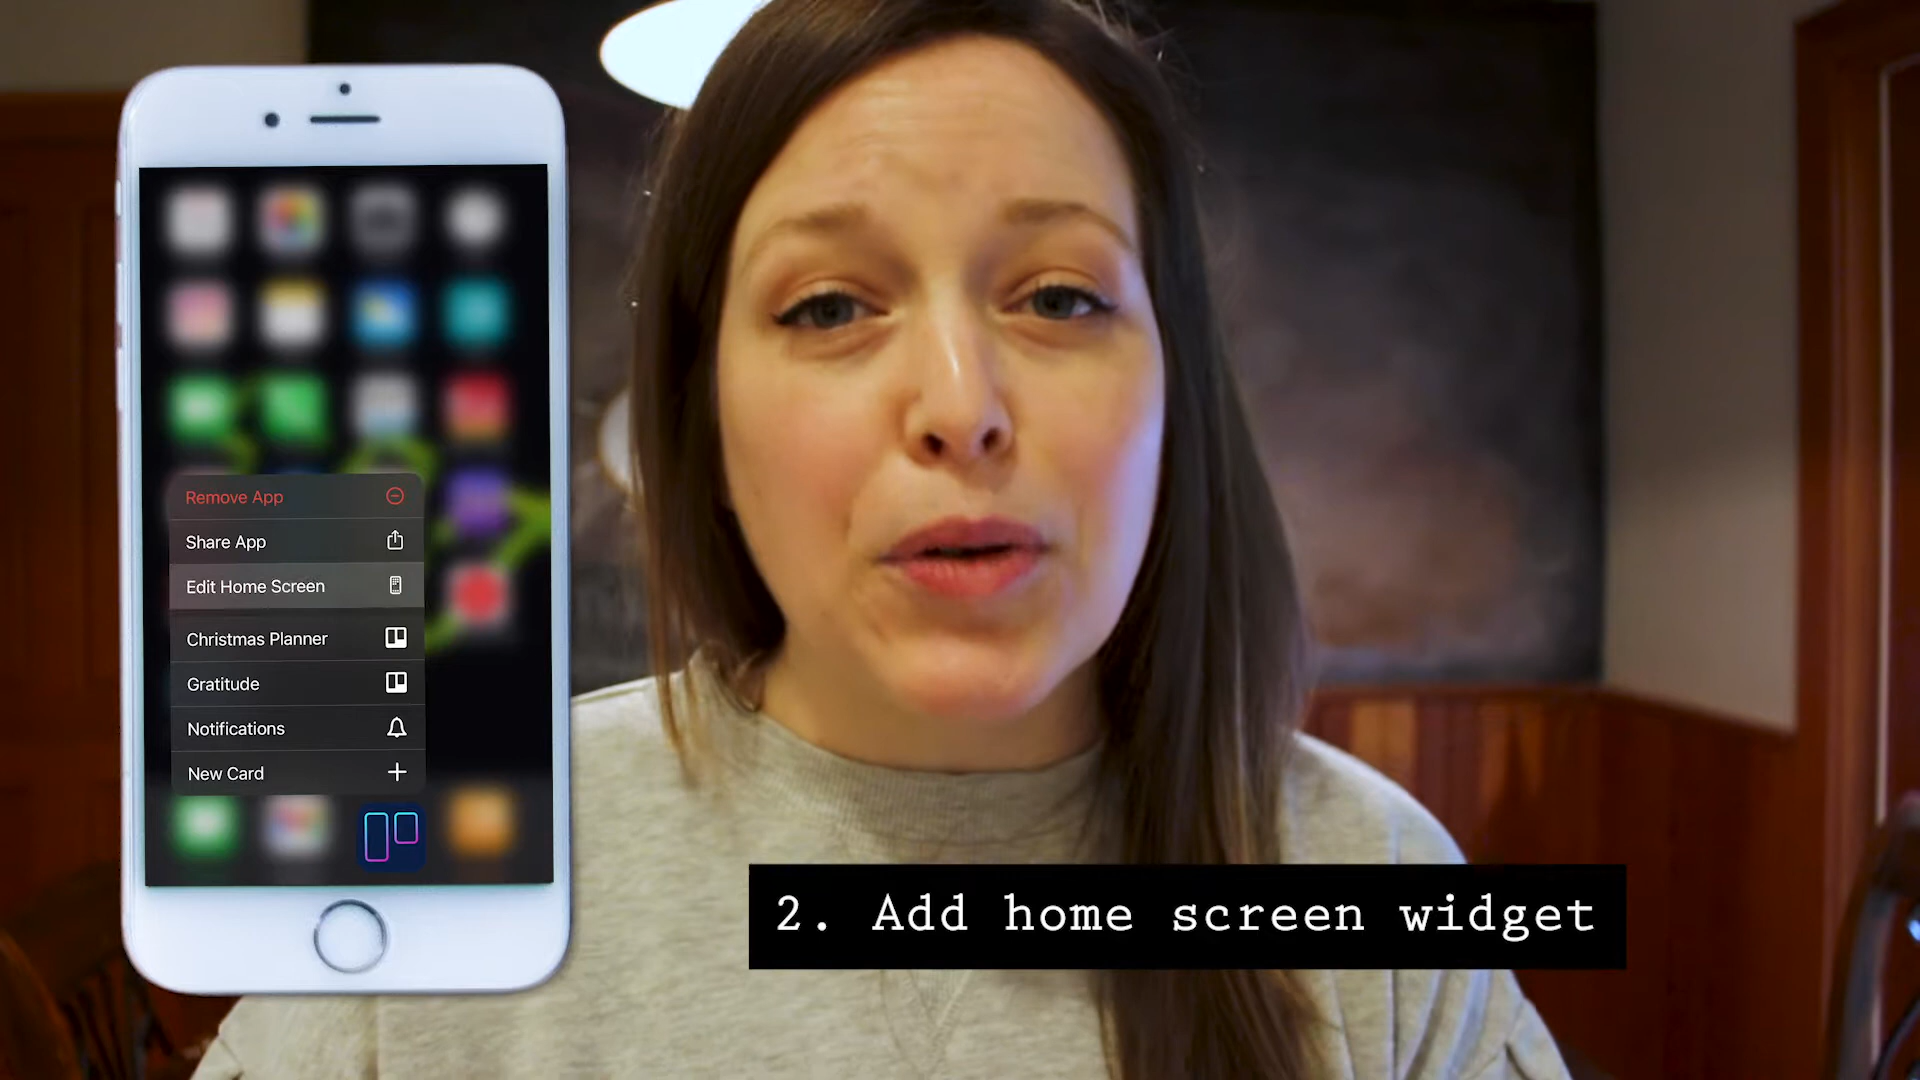 Remove App
Share App
Edit Home Screen
Christmas Planner
Gratitude
Notifications
New Card
2. Add home screen widget